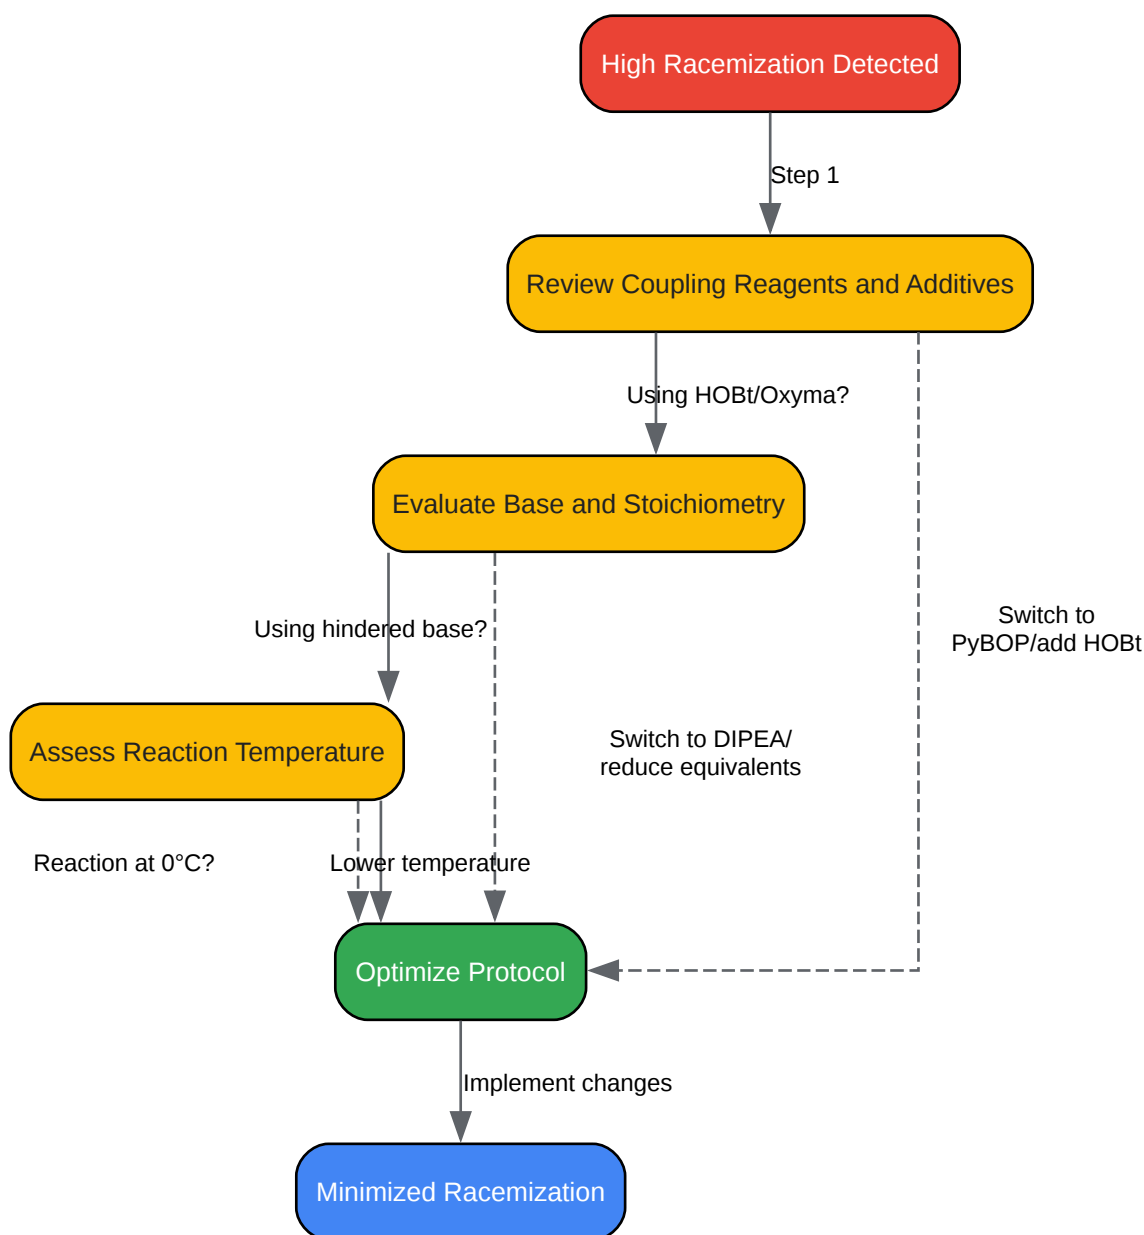 High Racemization Detected
Step 1
Review Coupling Reagents and Additives
Using HOBt/Oxyma?
Evaluate Base and Stoichiometry
Using hindered base?
Switch to
PyBOP/add HOBt
Assess Reaction Temperature
Switch to DIPEA/
reduce equivalents
Reaction at 0°C?
Lower temperature
Optimize Protocol
Implement changes
Minimized Racemization